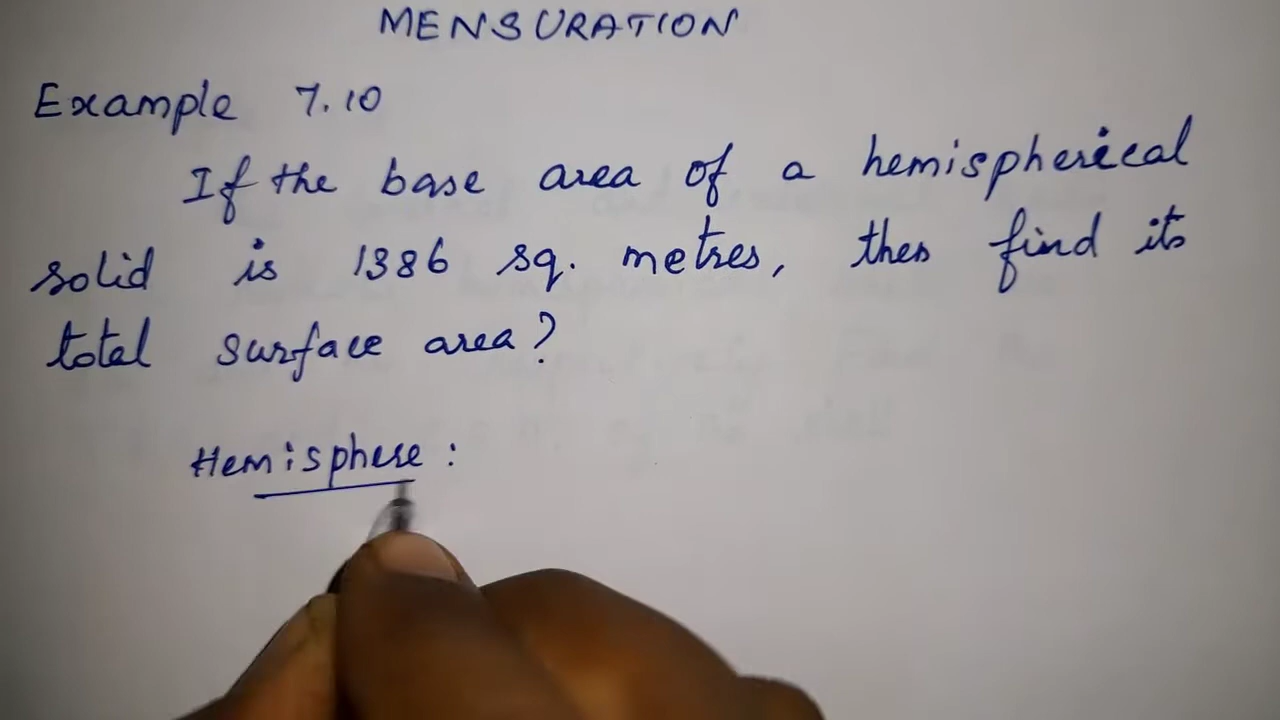 MENSURATION
Example 7.10
If the base area of a hemispherical
solid is 1386 sq. metres, then find its
total surface area?
Hemisphere :